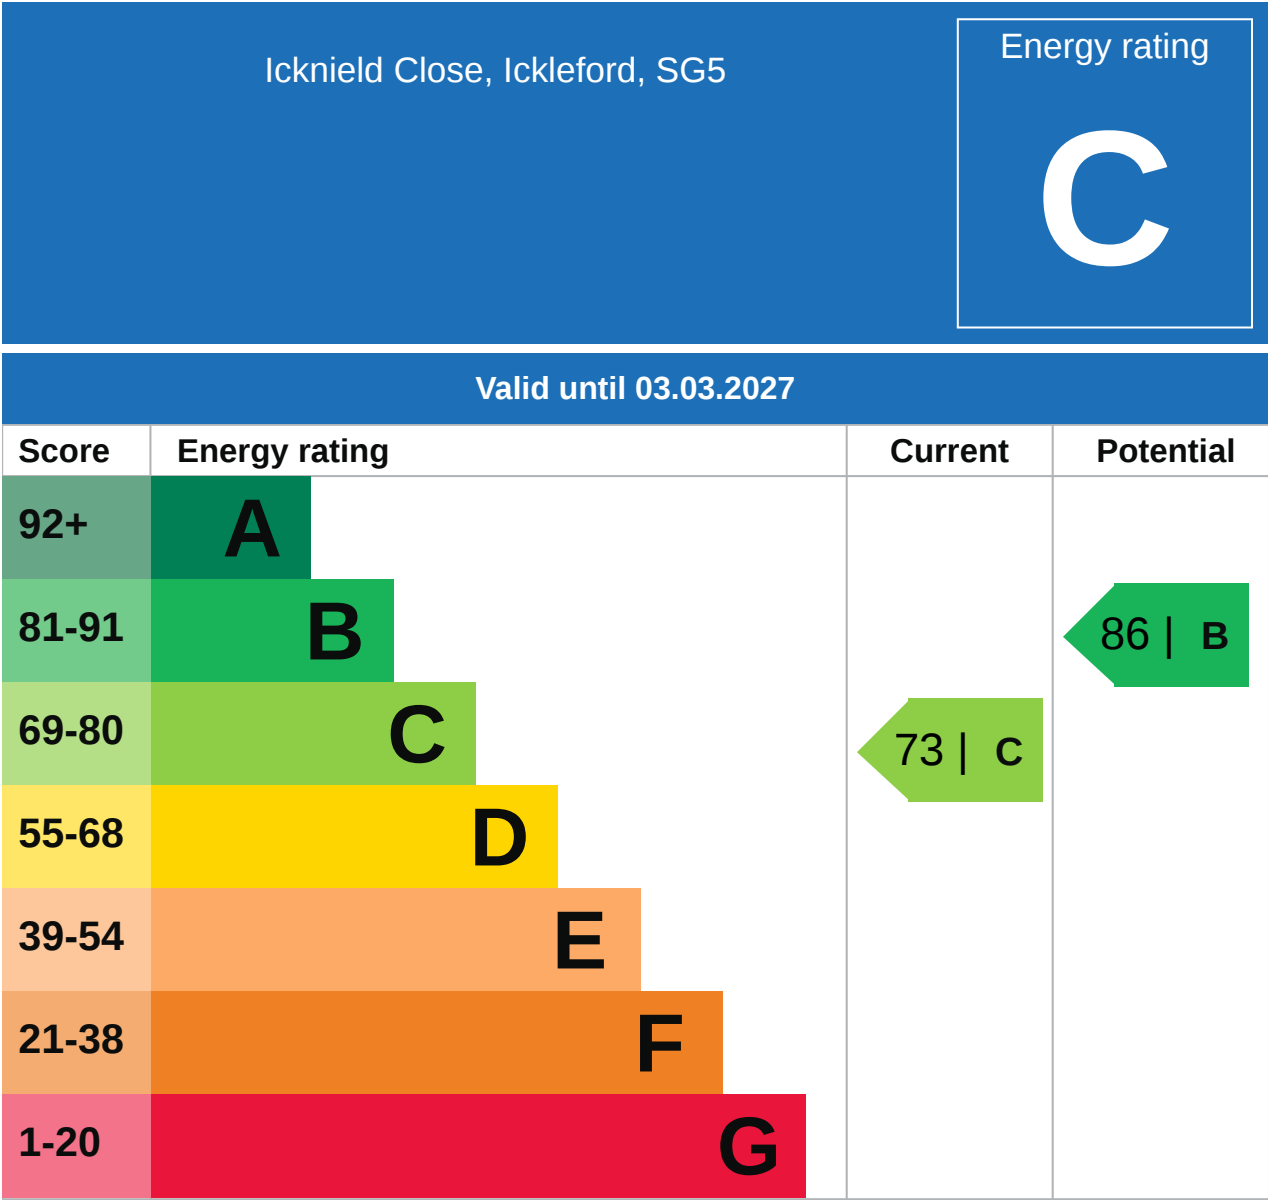 Icknield Close, Ickleford, SG5
Energy rating
C
Valid until 03.03.2027
Score Energy rating Current Potential
92+ A
81-91 B 86 | B
69-80 C 73 | C
55-68 D
39-54 E
21-38 F
1-20 G